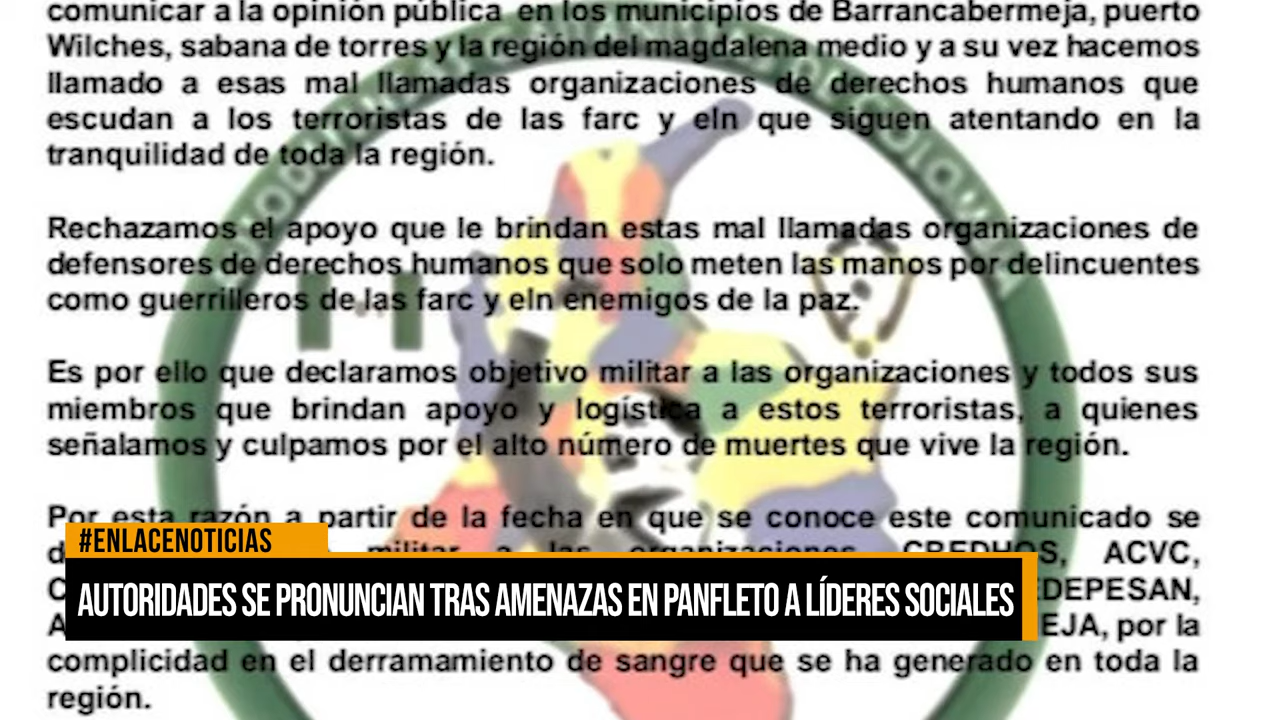 comunicar a la opinión pública en los municipios de Barrancabermeja, puerto
Wilches, sabana de torres y la región del magdalena medio y a su vez hacemos
llamado a esas mal llamadas organizaciones de derechos humanos que
escudan a los terroristas de las farc y eln que siguen atentando en la
tranquilidad de toda la región.
Rechazamos el apoyo que le brindan estas mal llamadas organizaciones de
defensores de derechos humanos que solo meten las manos por delincuentes
como guerrilleros de las farc y eln enemigos de la paz.
Es por ello que declaramos objetivo militar a las organizaciones y todos sus
miembros que brindan apoyo y logística a estos terroristas, a quienes
señalamos y culpamos por el alto número de muertes que vive la región.
Por esta razón a partir de la fecha en que se conoce este comunicado se
militar a las organizaciones CREDHOS, ACVC,
EDEPESAN,
EJA, por la
complicidad en el derramamiento de sangre que se ha generado en toda la
región.
#ENLACENOTICIAS
AUTORIDADES SE PRONUNCIAN TRAS AMENAZAS EN PANFLETO A LÍDERES SOCIALES